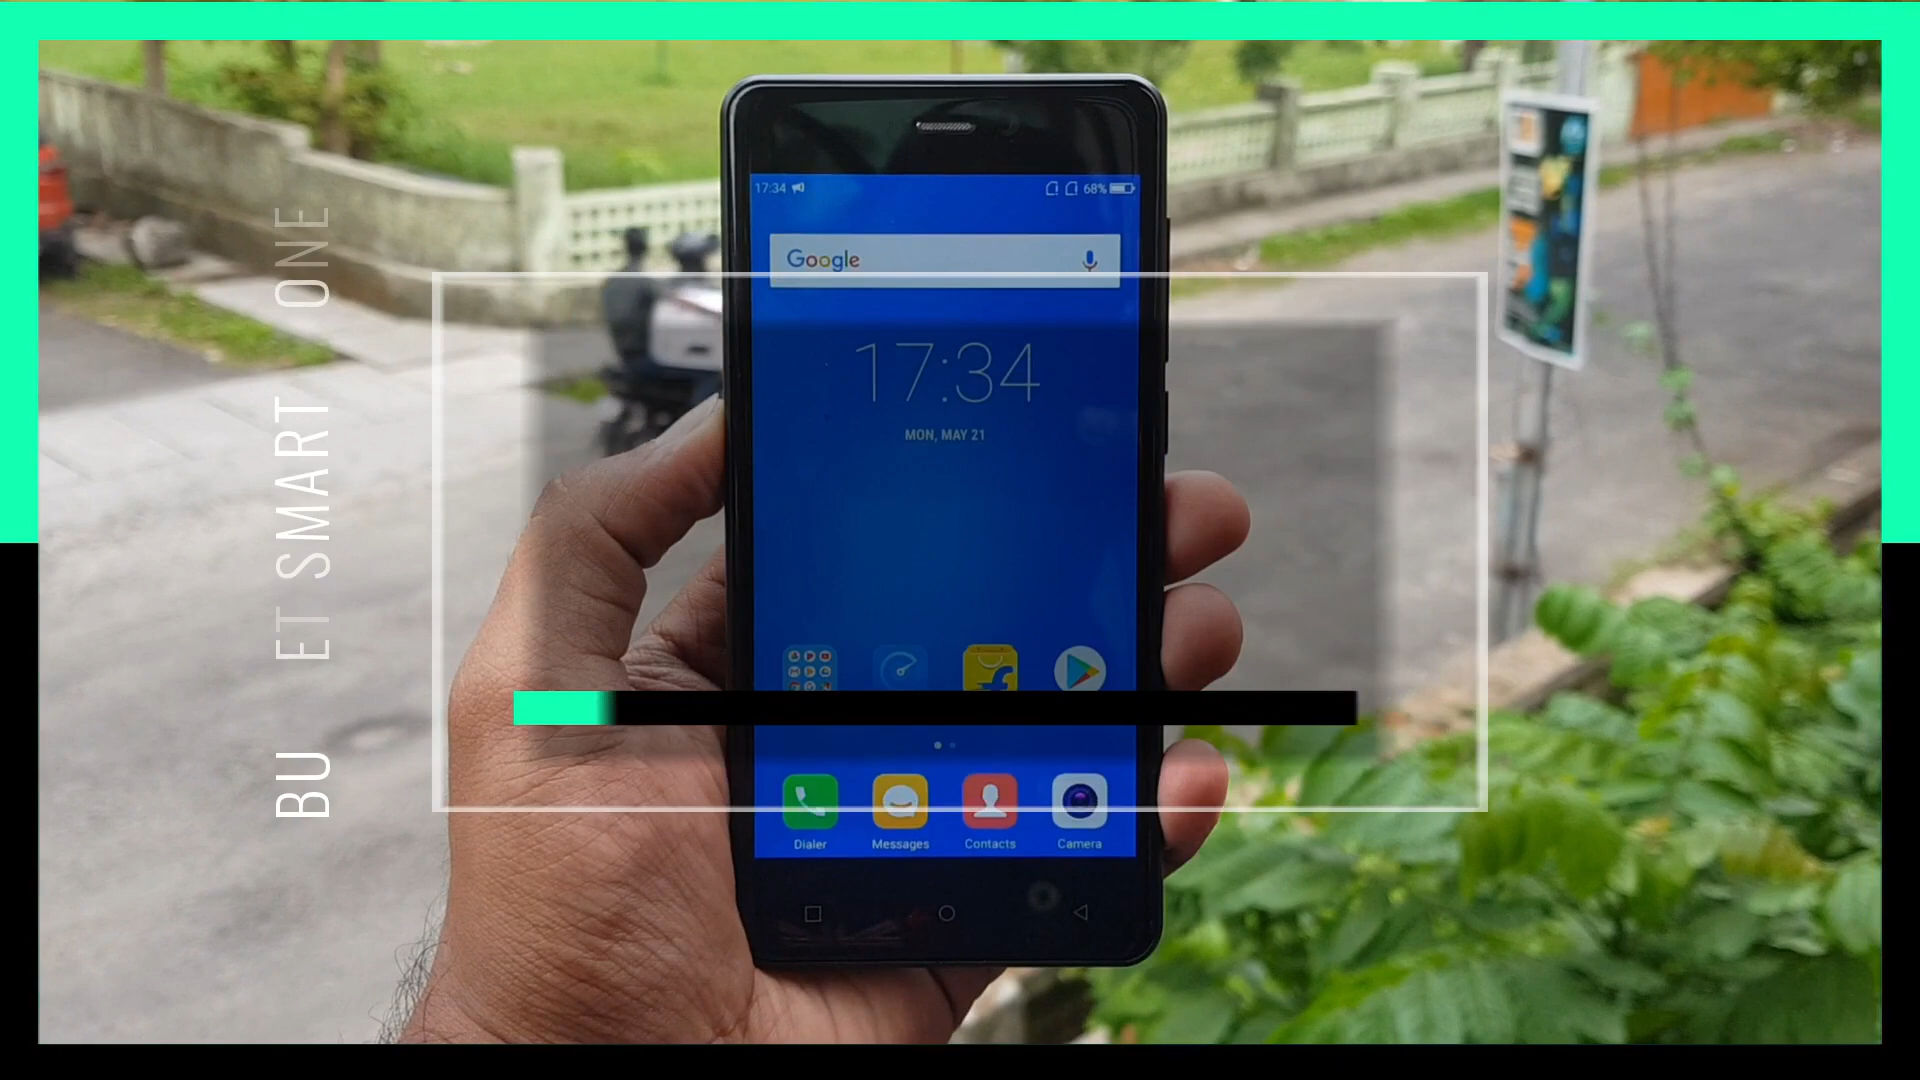 BU ET SMART ONE
17:34 68%
Google
17:34
MON, MAY 21
Dialer Messages Contacts Camera